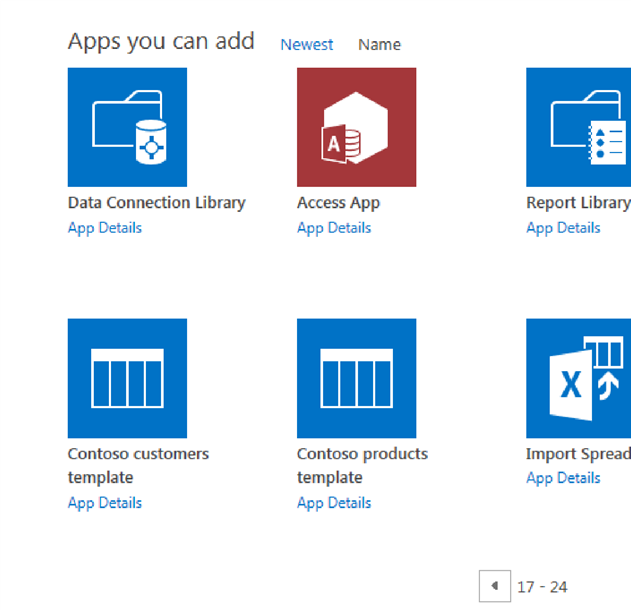 Apps you can add Newest Name
A
Data Connection Library Access App Report Library
App Details App Details App Details
X
Contoso customers Contoso products Import Spread
template template App Details
App Details App Details
17 - 24